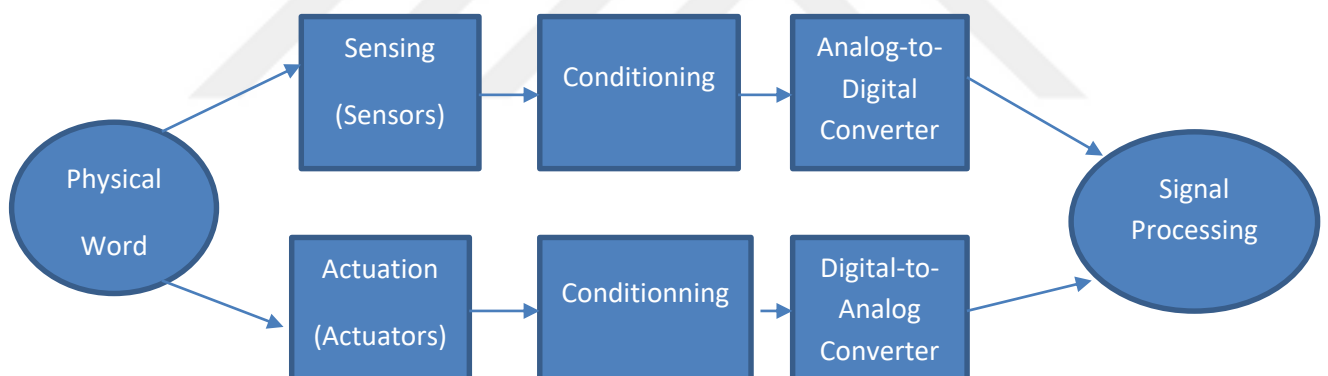 Physical
Word
Sensing
(Sensors)
Conditioning
Analog-to-
Digital
Converter
Actuation
(Actuators)
Conditionning
Digital-to-
Analog
Converter
Signal
Processing